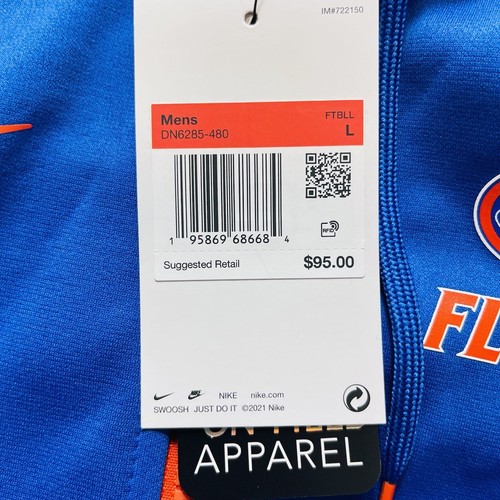 IM#722150
Mens FTBLL
DN6285-480 L
1 95869 68668 4
RFID
Suggested Retail $95.00
NIKE nike.com
SWOOSH JUST DO IT ©2021 Nike
APPAREL